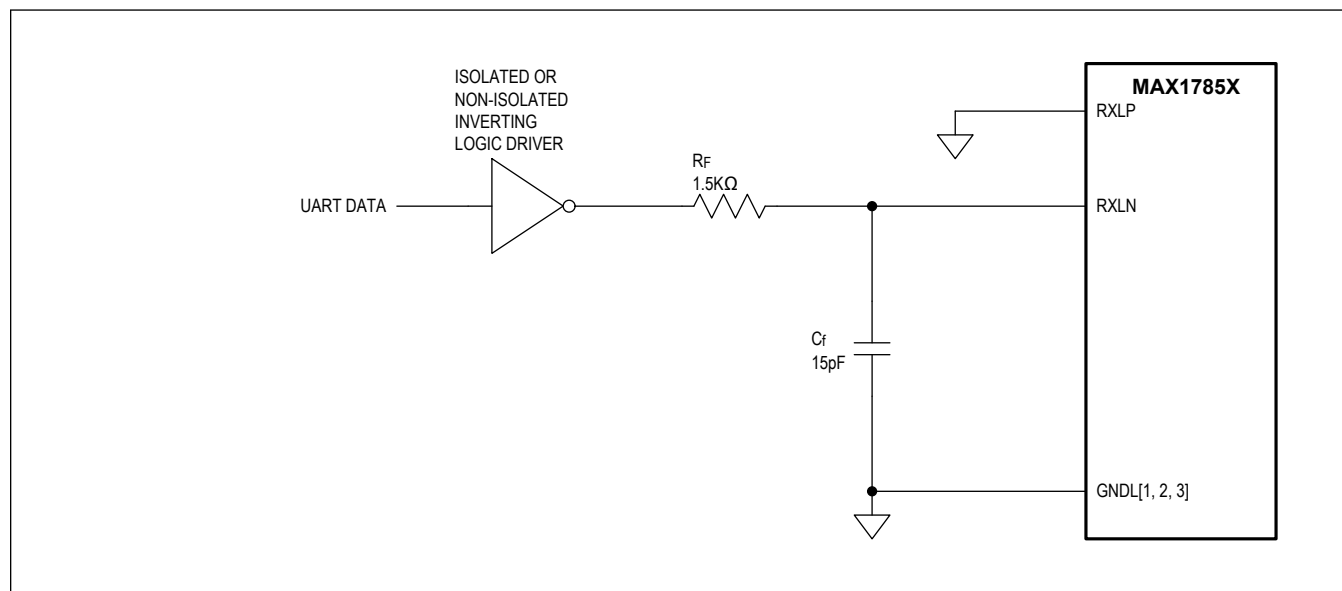 ISOLATED OR
NON-ISOLATED
INVERTING
LOGIC DRIVER
UART DATA
RF
1.5KΩ
Cf
15pF
MAX1785X
RXLP
RXLN
GNDL[1, 2, 3]